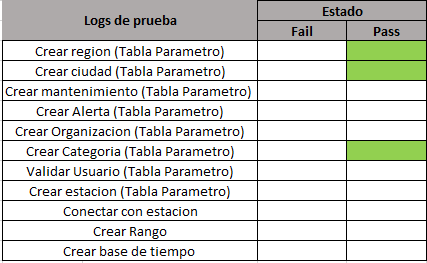 Logs de prueba
Estado
Fail
Pass
Crear region (Tabla Parametro)
Crear ciudad (Tabla Parametro)
Crear mantenimiento (Tabla Parametro)
Crear Alerta (Tabla Parametro)
Crear Organizacion (Tabla Parametro)
Crear Categoria (Tabla Parametro)
Validar Usuario (Tabla Parametro)
Crear estacion (Tabla Parametro)
Conectar con estacion
Crear Rango
Crear base de tiempo